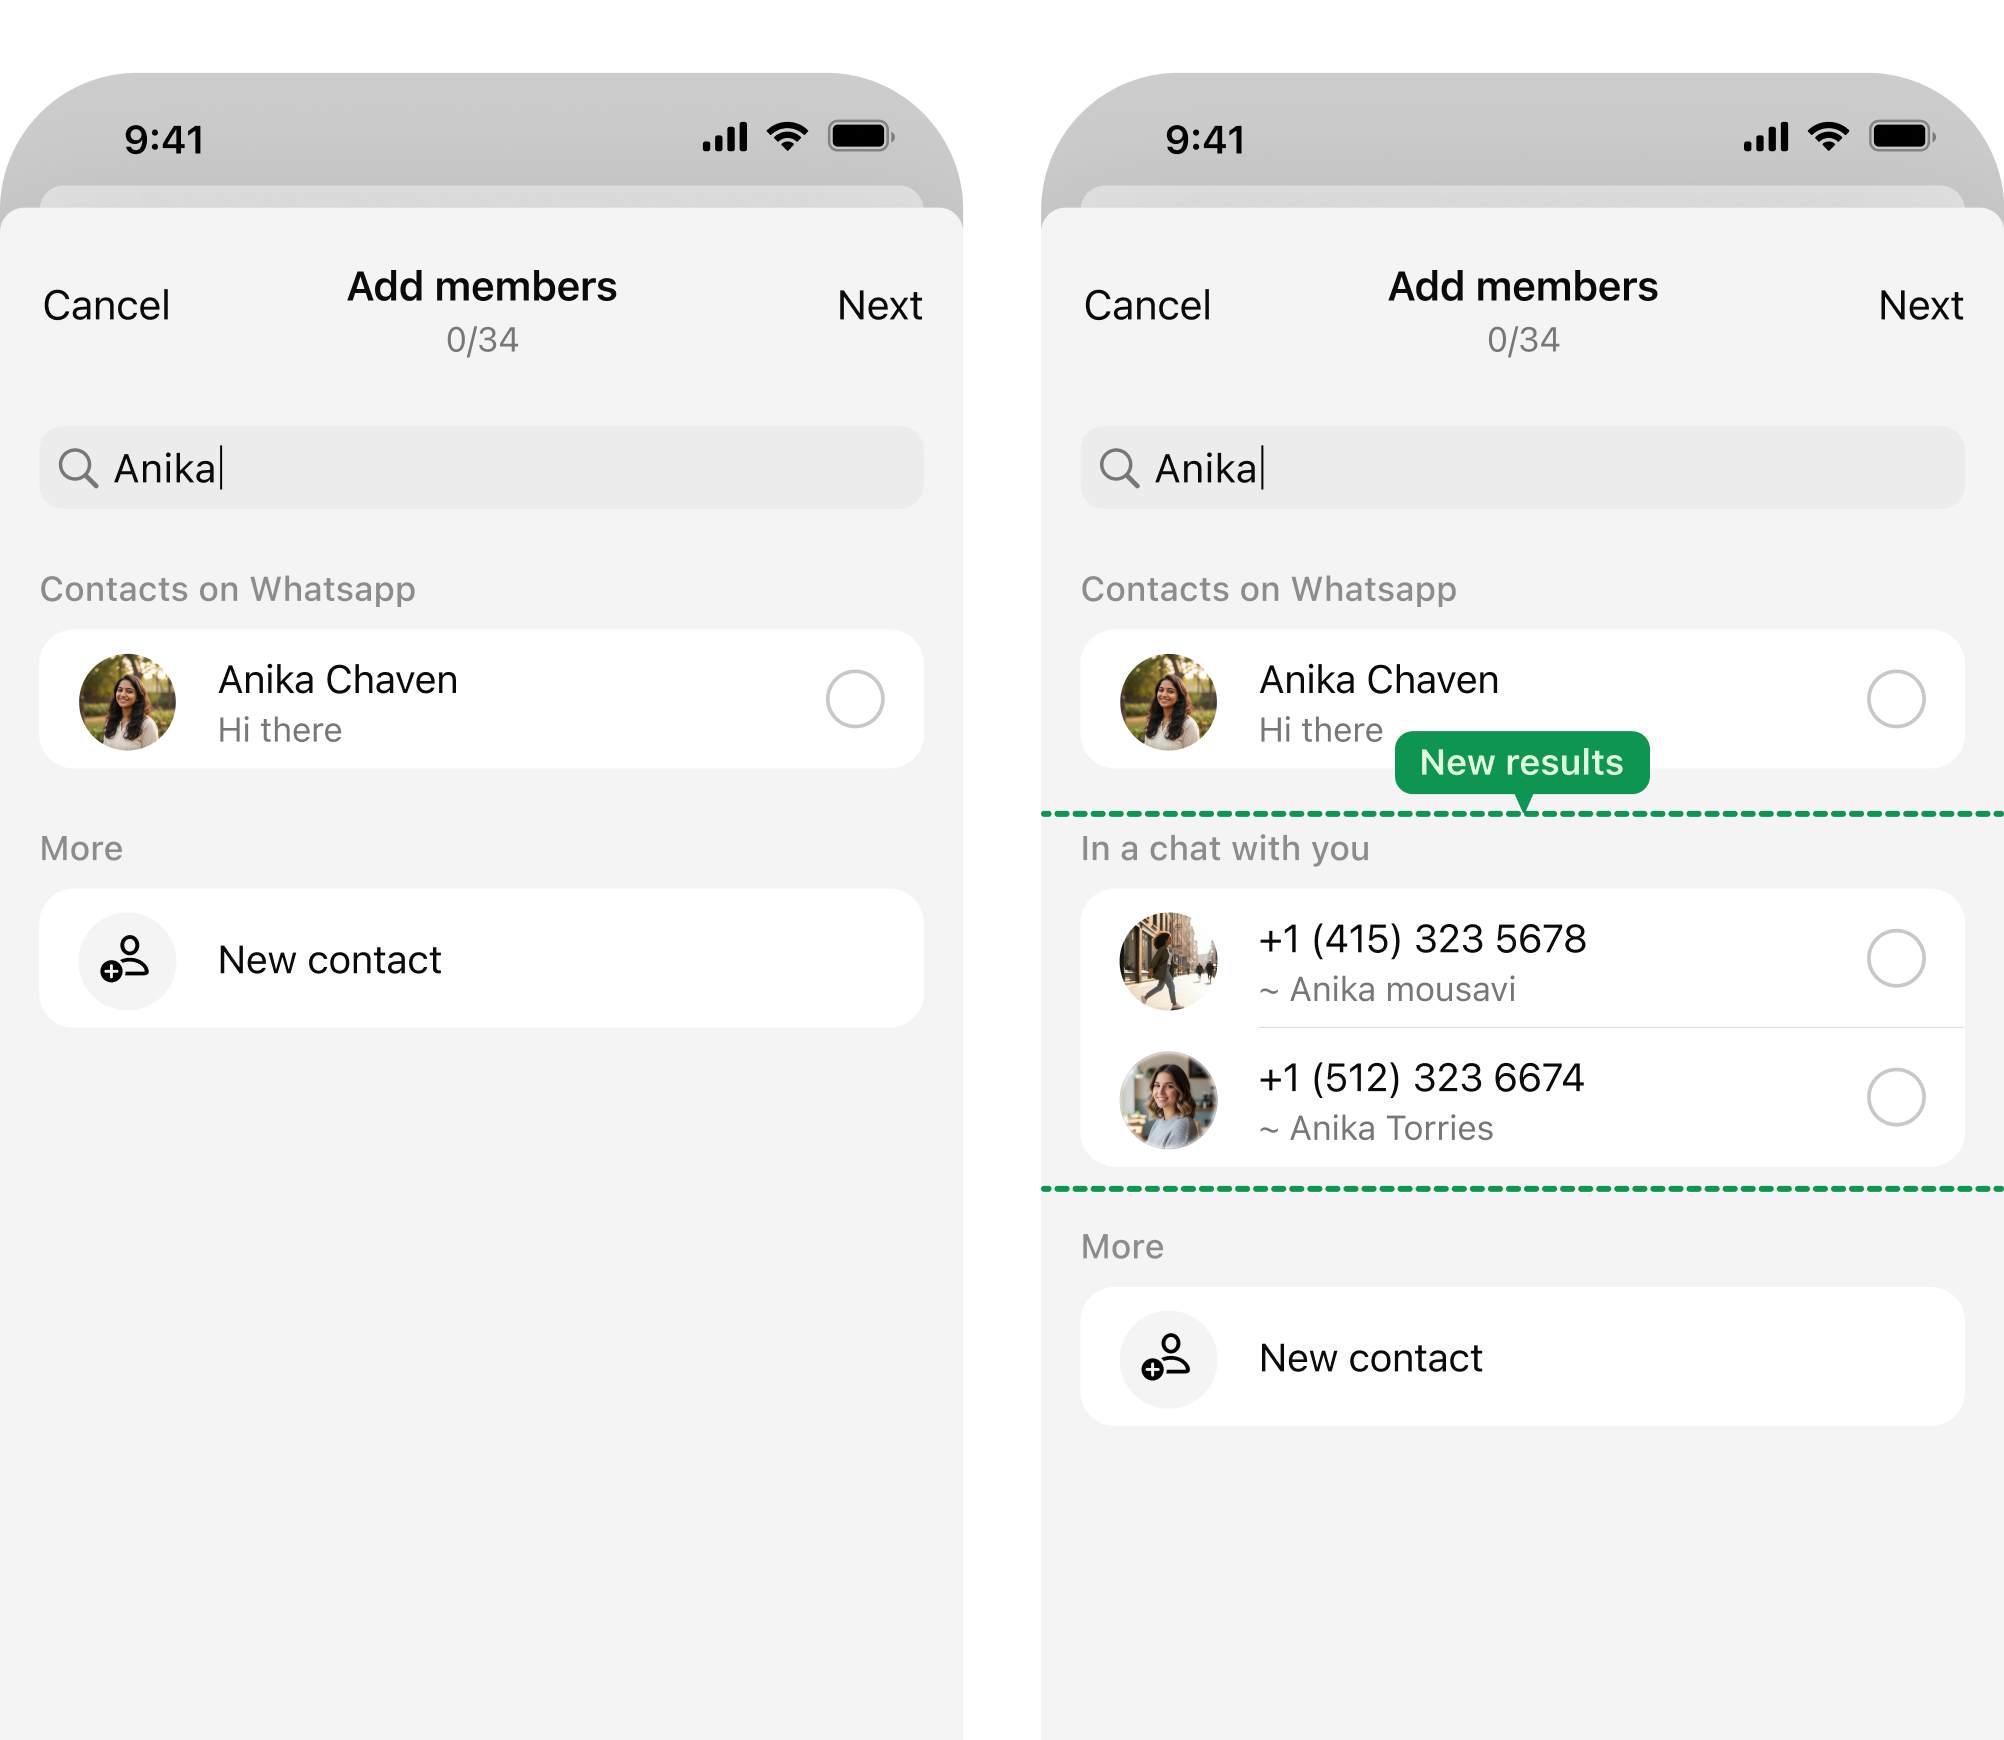 9:41
Cancel
Add members
Next
0/34
Anika
Contacts on Whatsapp
Anika Chaven
Hi there
More
New contact
9:41
Cancel
Add members
Next
0/34
Anika
Contacts on Whatsapp
Anika Chaven
Hi there
New results
In a chat with you
+1 (415) 323 5678
~ Anika mousavi
+1 (512) 323 6674
~ Anika Torries
More
New contact